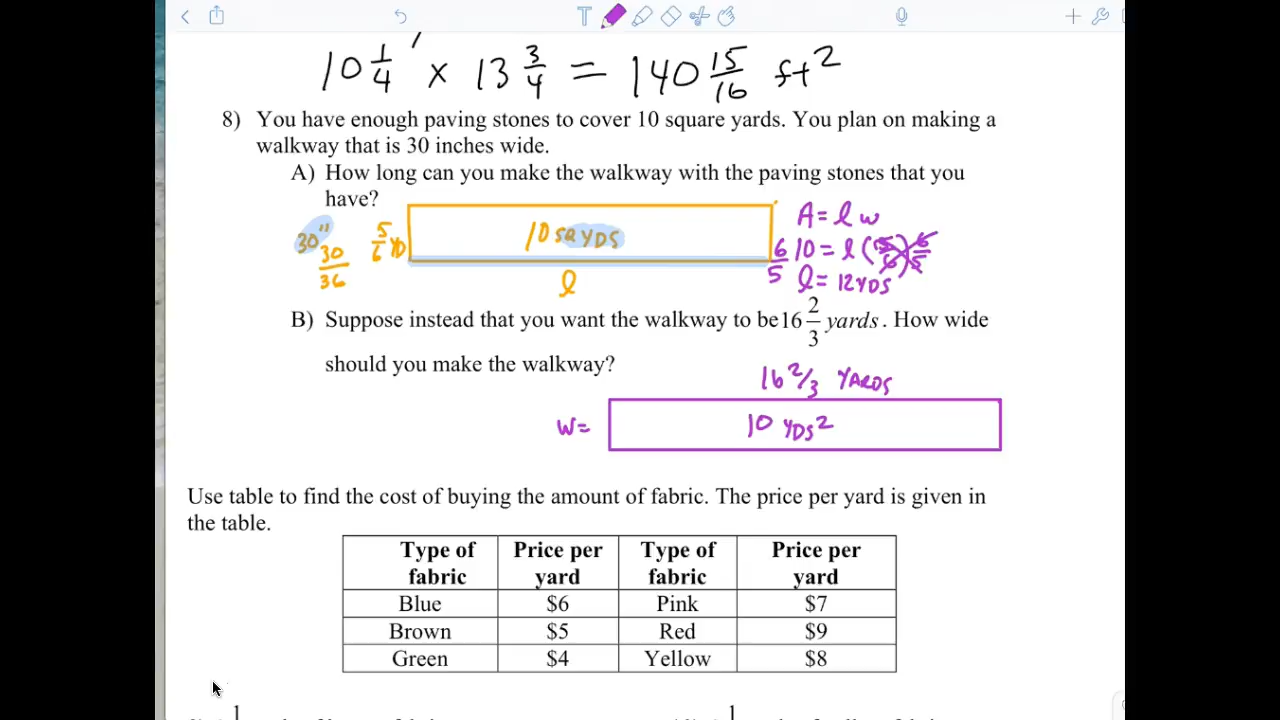 10 1/4' x 13 3/4 = 140 15/16 ft²
8) You have enough paving stones to cover 10 square yards. You plan on making a
walkway that is 30 inches wide.
A) How long can you make the walkway with the paving stones that you
have?
A = l w
30" 5/6 YD 10 SQ YDS
30/36
6/5 10 = l (5/6) 6/5
l l = 12 YDS
B) Suppose instead that you want the walkway to be 16 2/3 yards. How wide
should you make the walkway?
16 2/3 YARDS
W= 10 YDS²
Use table to find the cost of buying the amount of fabric. The price per yard is given in
the table.
Type of fabric Price per yard Type of fabric Price per yard
Blue $6 Pink $7
Brown $5 Red $9
Green $4 Yellow $8